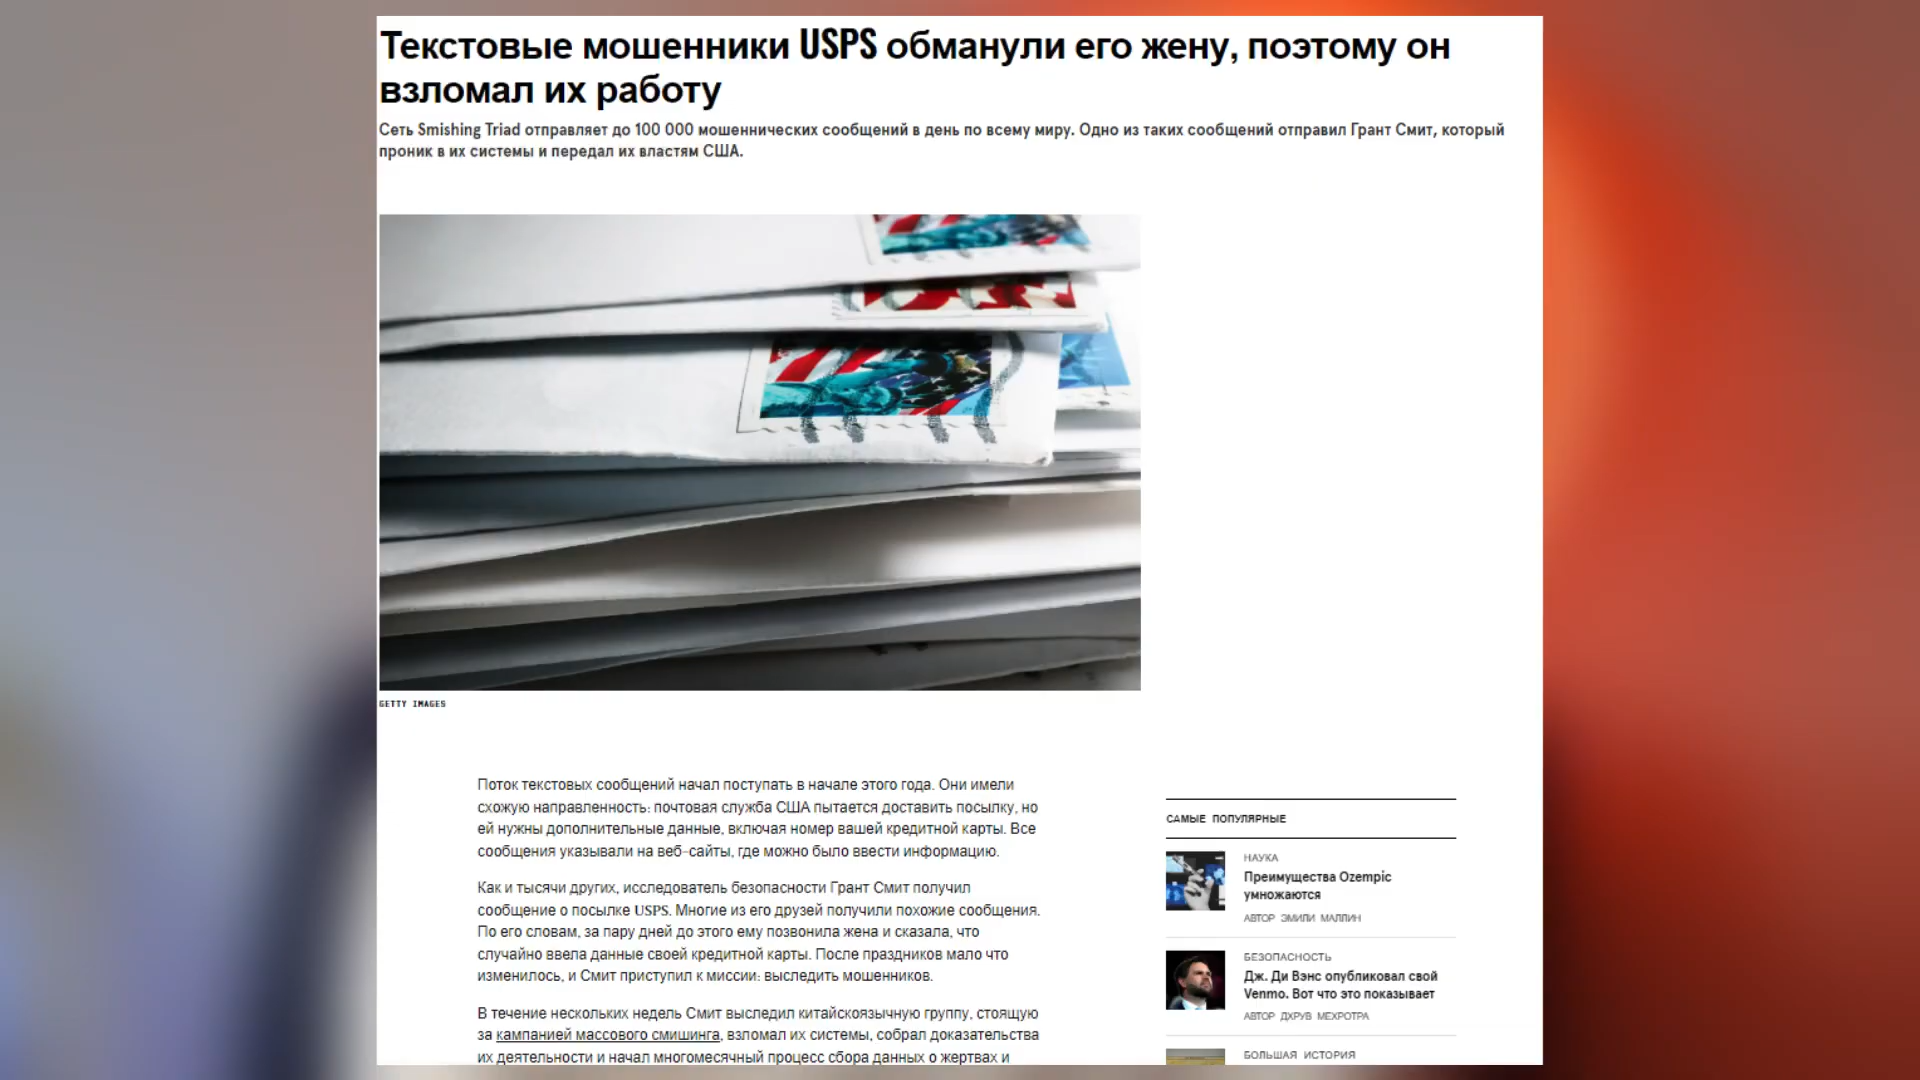 Текстовые мошенники USPS обманули его жену, поэтому он
взломал их работу
Сеть Smishing Triad отправляет до 100 000 мошеннических сообщений в день по всему миру. Одно из таких сообщений отправил Грант Смит, который
проник в их системы и передал их властям США.
GETTY IMAGES
Поток текстовых сообщений начал поступать в начале этого года. Они имели
схожую направленность: почтовая служба США пытается доставить посылку, но
ей нужны дополнительные данные, включая номер вашей кредитной карты. Все
сообщения указывали на веб-сайты, где можно было ввести информацию.
Как и тысячи других, исследователь безопасности Грант Смит получил
сообщение о посылке USPS. Многие из его друзей получили похожие сообщения.
По его словам, за пару дней до этого ему позвонила жена и сказала, что
случайно ввела данные своей кредитной карты. После праздников мало что
изменилось, и Смит приступил к миссии: выследить мошенников.
В течение нескольких недель Смит выследил китайскоязычную группу, стоящую
за кампанией массового смишинга, взломал их системы, собрал доказательства
их деятельности и начал многомесячный процесс сбора данных о жертвах и
САМЫЕ ПОПУЛЯРНЫЕ
НАУКА
Преимущества Ozempic
умножаются
АВТОР ЭМИЛИ МАЛЛИН
БЕЗОПАСНОСТЬ
Дж. Ди Вэнс опубликовал свой
Venmo. Вот что это показывает
АВТОР ДХРУВ МЕХРОТРА
БОЛЬШАЯ ИСТОРИЯ